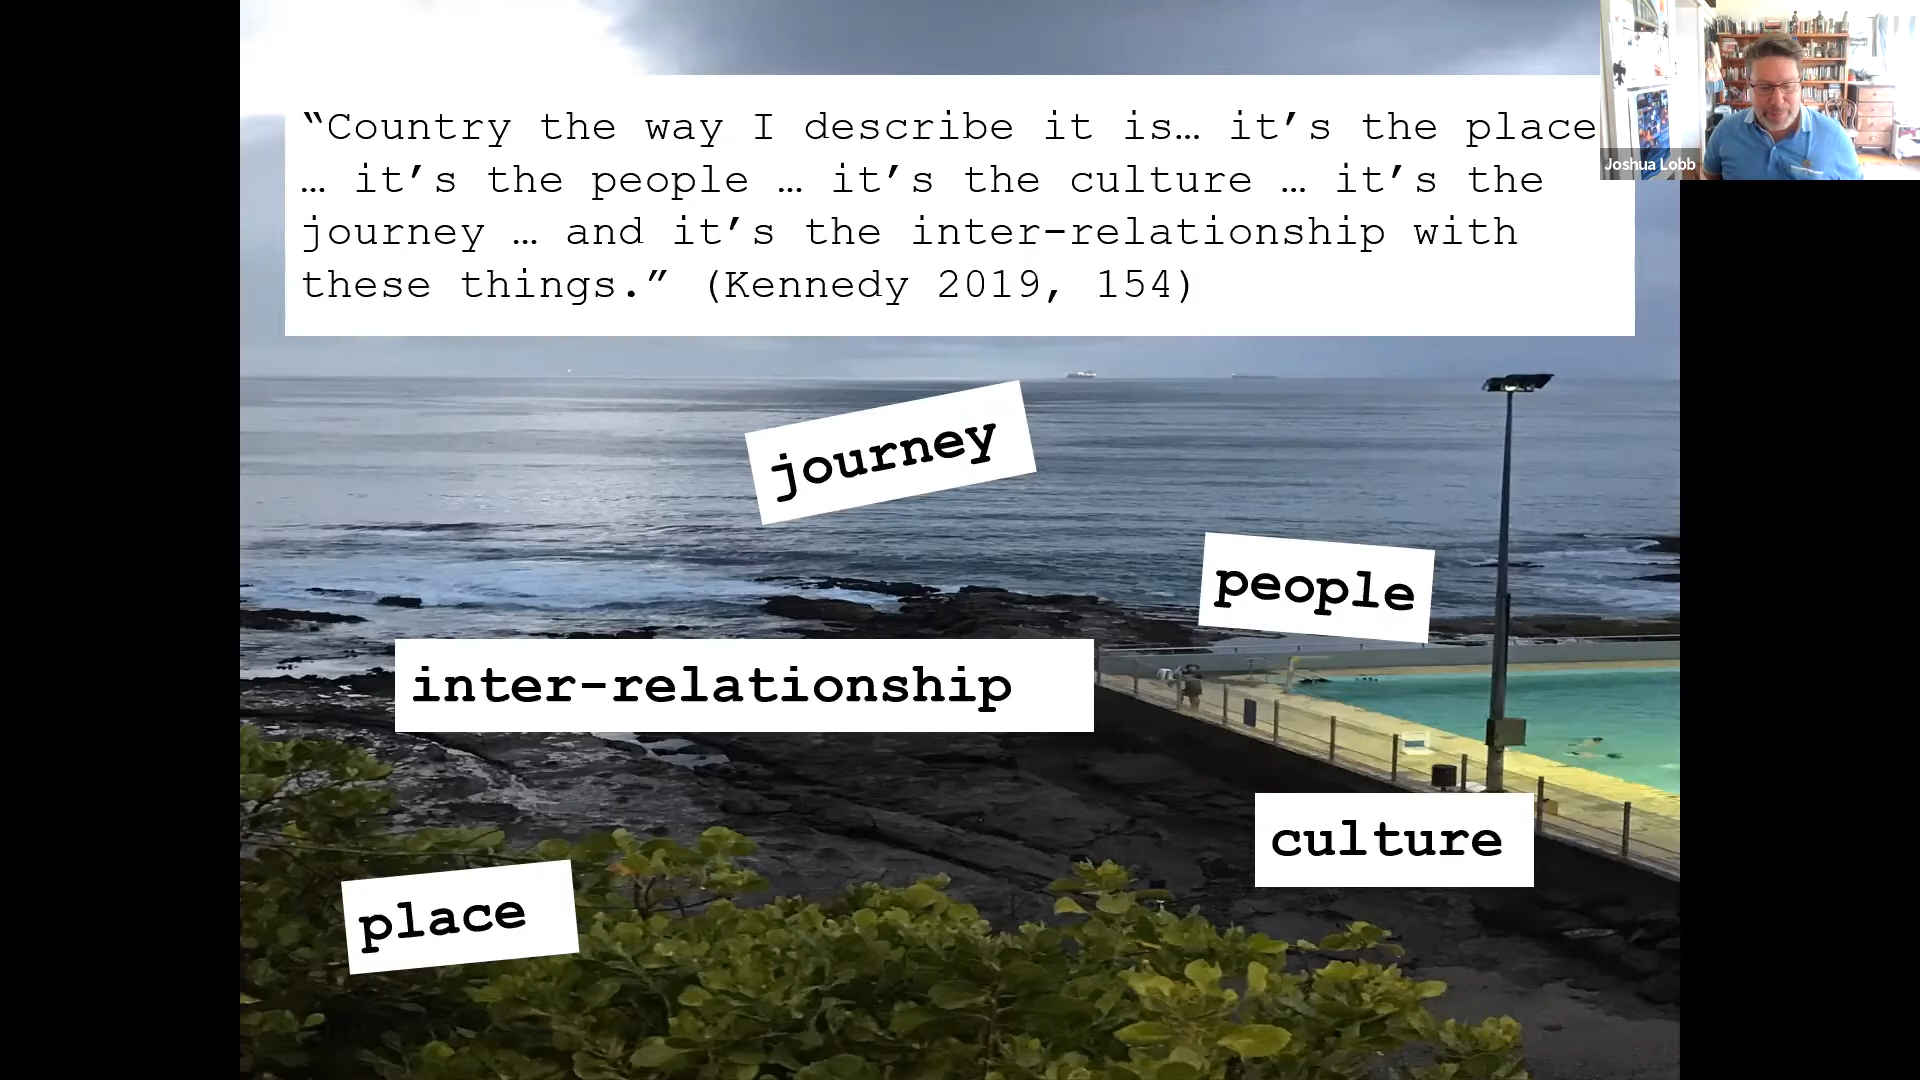 “Country the way I describe it is… it’s the place
… it’s the people … it’s the culture … it’s the
journey … and it’s the inter-relationship with
these things.” (Kennedy 2019, 154)
Joshua Lobb
journey
people
inter-relationship
culture
place